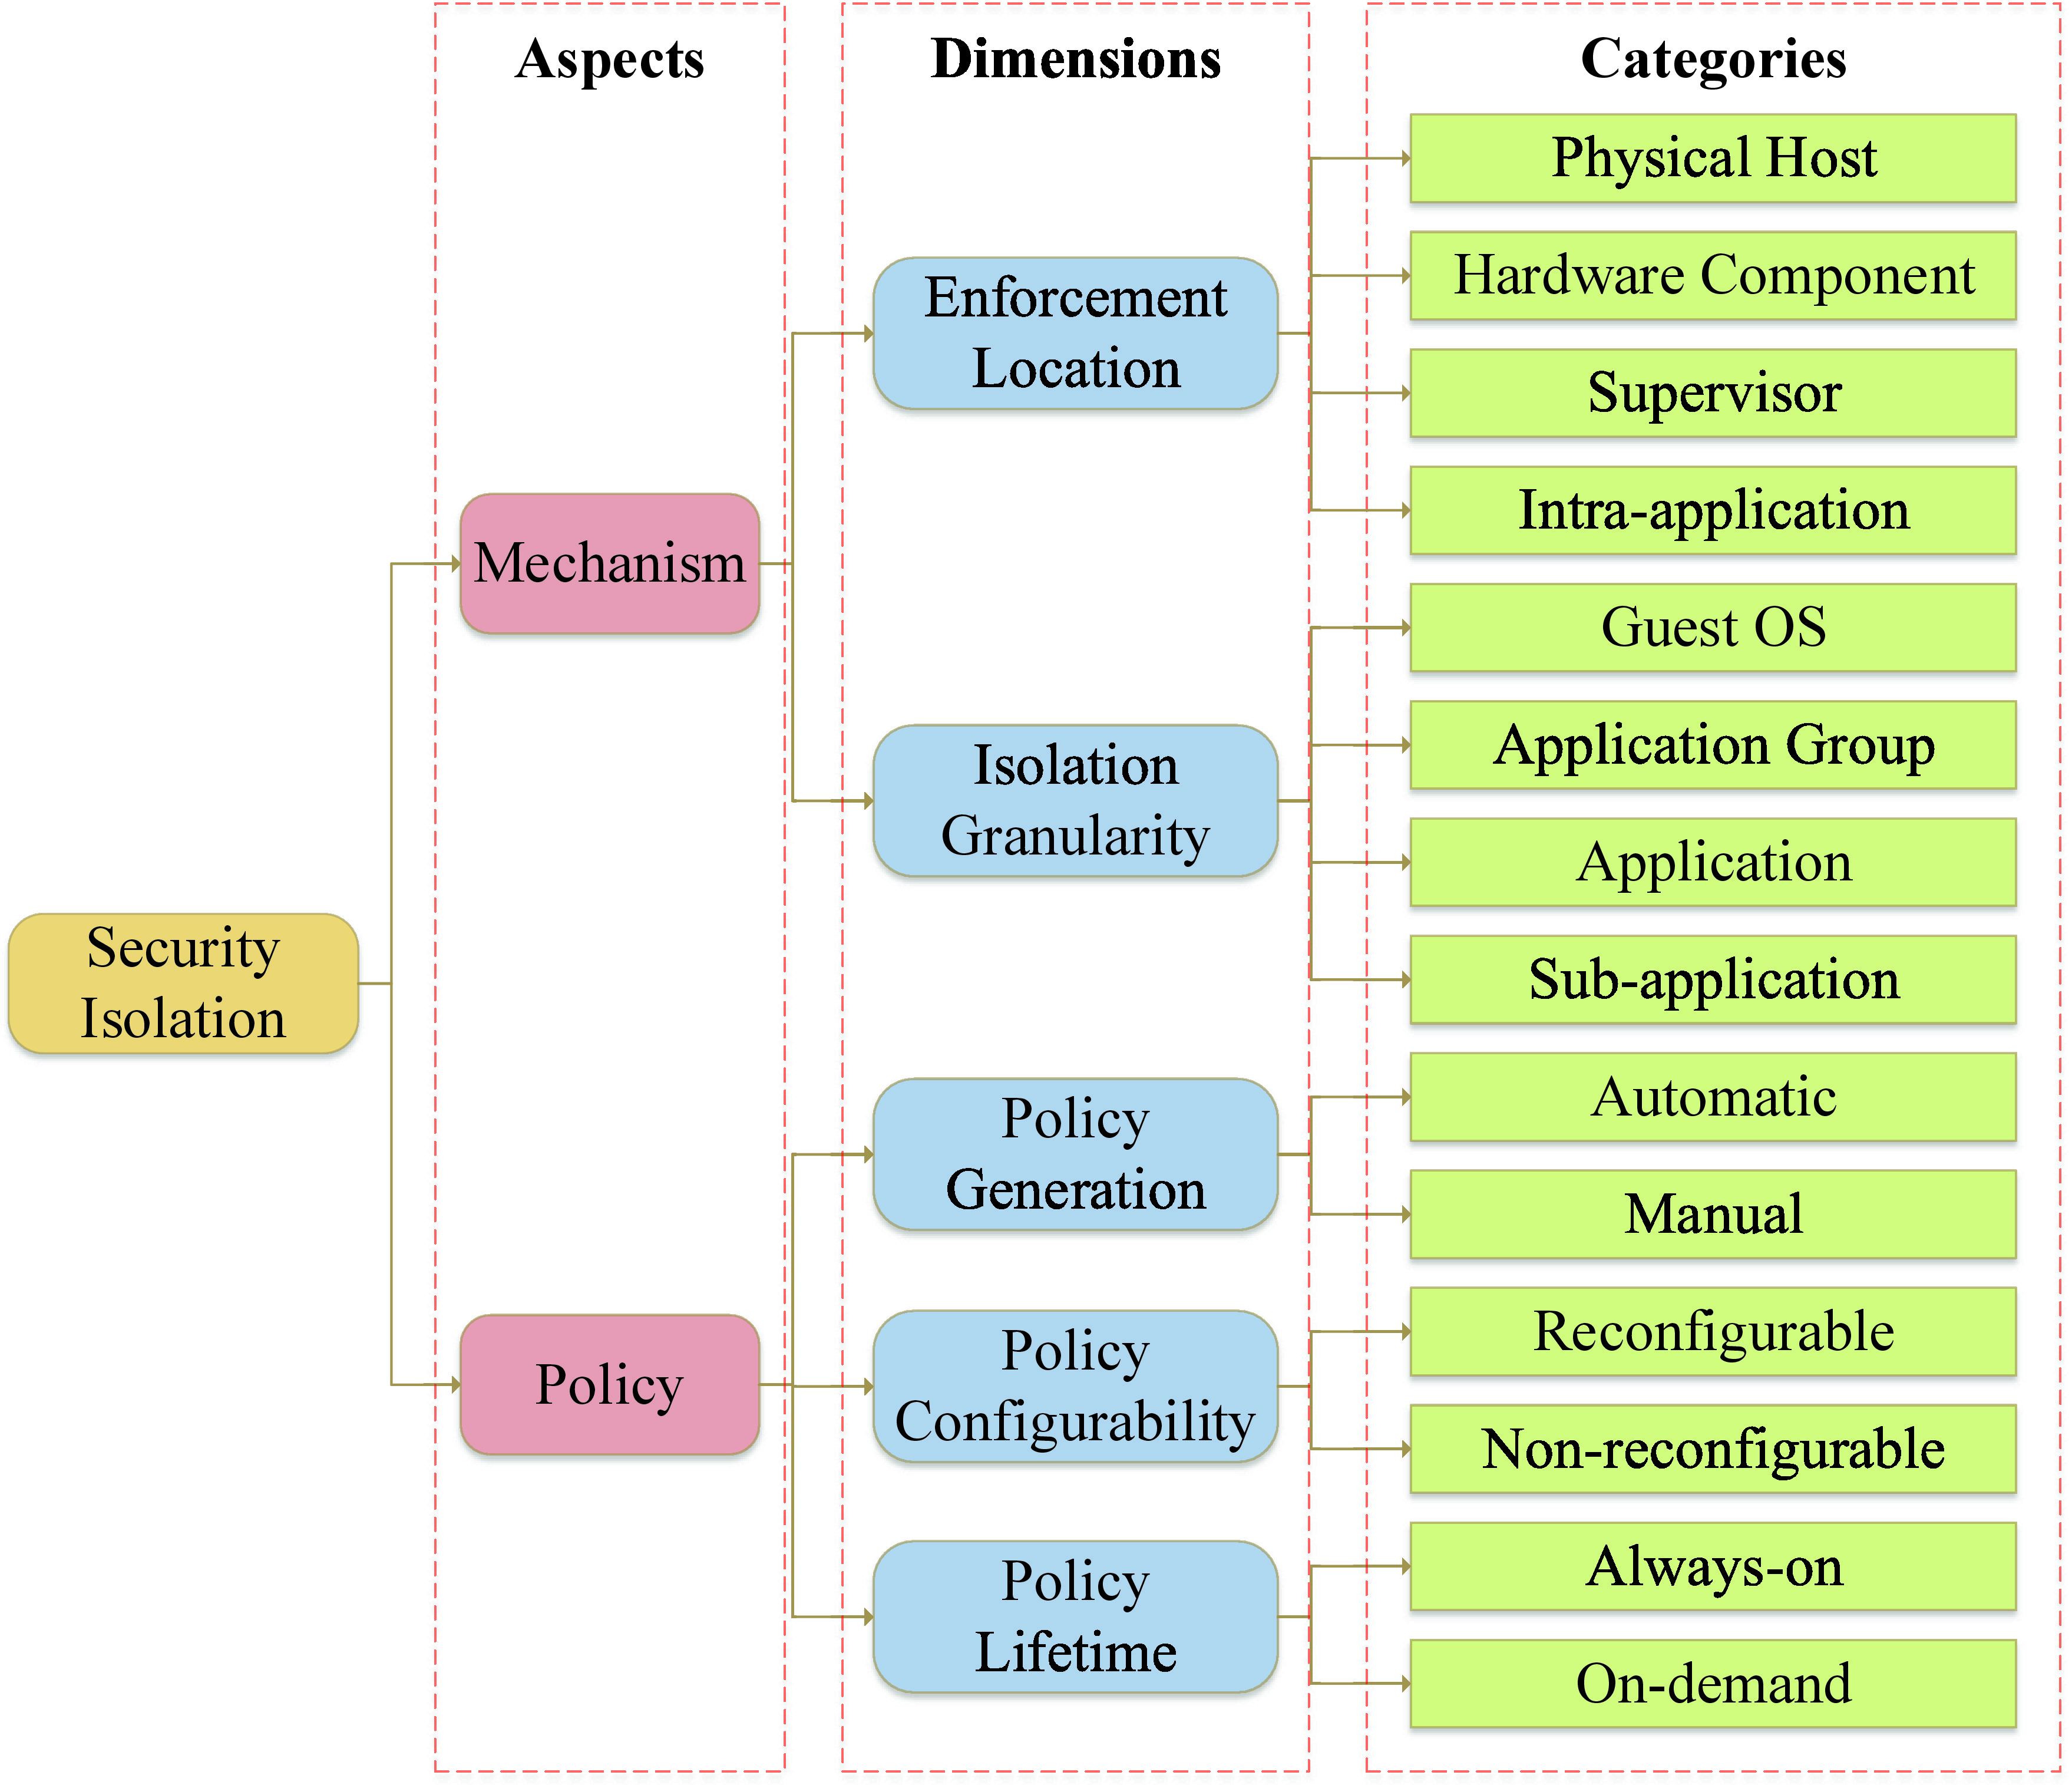 Aspects
Dimensions
Categories
Security
Isolation
Mechanism
Policy
Enforcement
Location
Isolation
Granularity
Policy
Generation
Policy
Configurability
Policy
Lifetime
Physical Host
Hardware Component
Supervisor
Intra-application
Guest OS
Application Group
Application
Sub-application
Automatic
Manual
Reconfigurable
Non-reconfigurable
Always-on
On-demand